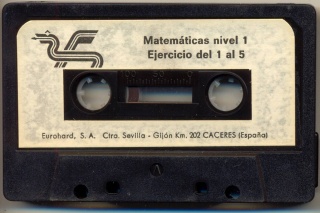 Matemáticas nivel 1
Ejercicio del 1 al 5
Eurohard, S. A. Ctra. Sevilla - Gijón Km. 202 CACERES (España)